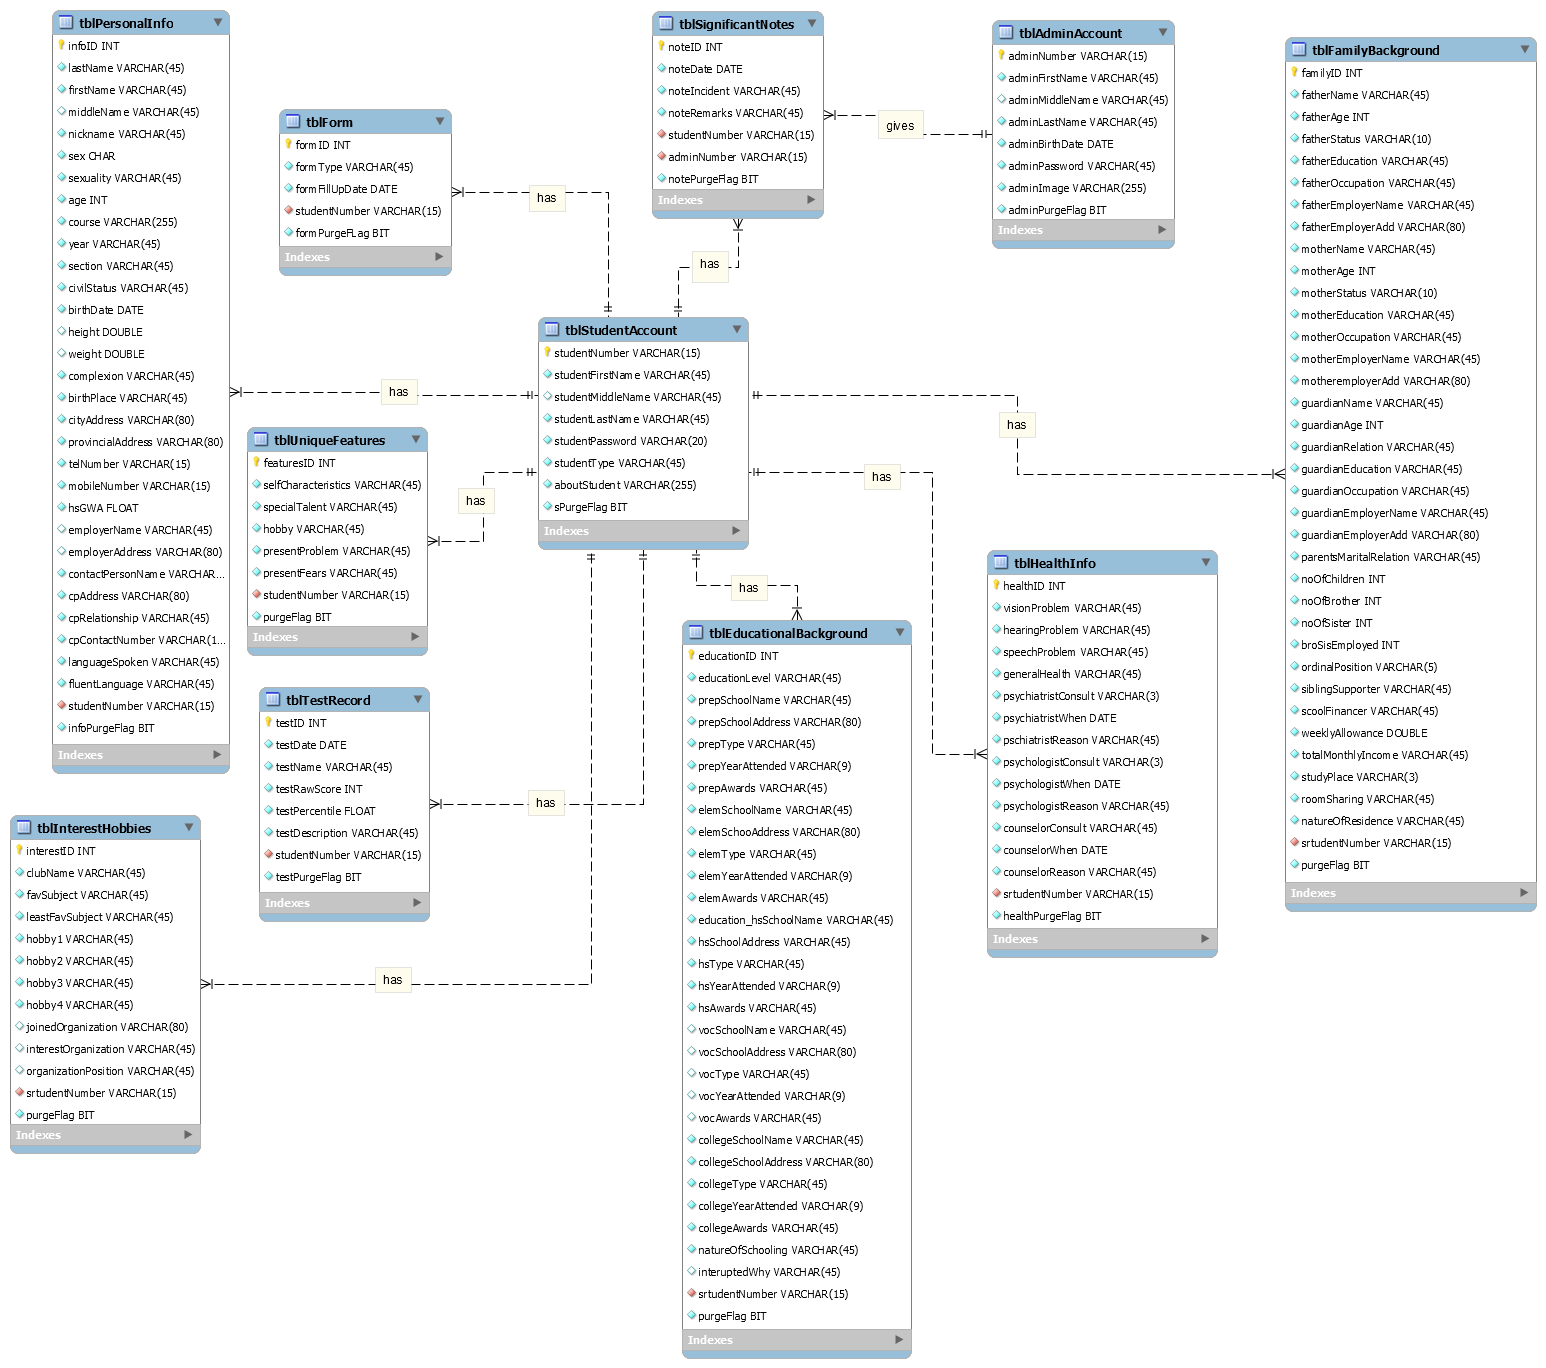 tblPersonalInfo
infoID INT
lastName VARCHAR(45)
firstName VARCHAR(45)
middleName VARCHAR(45)
nickname VARCHAR(45)
sex CHAR
sexuality VARCHAR(45)
age INT
course VARCHAR(255)
year VARCHAR(45)
section VARCHAR(45)
civilStatus VARCHAR(45)
birthDate DATE
height DOUBLE
weight DOUBLE
complexion VARCHAR(45)
birthPlace VARCHAR(45)
cityAddress VARCHAR(80)
provincialAddress VARCHAR(80)
telNumber VARCHAR(15)
mobileNumber VARCHAR(15)
hsGWA FLOAT
employerName VARCHAR(45)
employerAddress VARCHAR(80)
contactPersonName VARCHAR...
cpAddress VARCHAR(80)
cpRelationship VARCHAR(45)
cpContactNumber VARCHAR(1...
languageSpoken VARCHAR(45)
fluentLanguage VARCHAR(45)
studentNumber VARCHAR(15)
infoPurgeFlag BIT
Indexes
tblForm
formID INT
formType VARCHAR(45)
formFillUpDate DATE
studentNumber VARCHAR(15)
formPurgeFLag BIT
Indexes
has
tblSignificantNotes
noteID INT
noteDate DATE
noteIncident VARCHAR(45)
noteRemarks VARCHAR(45)
studentNumber VARCHAR(15)
adminNumber VARCHAR(15)
notePurgeFlag BIT
Indexes
gives
has
tblAdminAccount
adminNumber VARCHAR(15)
adminFirstName VARCHAR(45)
adminMiddleName VARCHAR(45)
adminLastName VARCHAR(45)
adminBirthDate DATE
adminPassword VARCHAR(45)
adminImage VARCHAR(255)
adminPurgeFlag BIT
Indexes
tblFamilyBackground
familyID INT
fatherName VARCHAR(45)
fatherAge INT
fatherStatus VARCHAR(10)
fatherEducation VARCHAR(45)
fatherOccupation VARCHAR(45)
fatherEmployerName VARCHAR(45)
fatherEmployerAdd VARCHAR(80)
motherName VARCHAR(45)
motherAge INT
motherStatus VARCHAR(10)
motherEducation VARCHAR(45)
motherOccupation VARCHAR(45)
motherEmployerName VARCHAR(45)
motheremployerAdd VARCHAR(80)
guardianName VARCHAR(45)
guardianAge INT
guardianRelation VARCHAR(45)
guardianEducation VARCHAR(45)
guardianOccupation VARCHAR(45)
guardianEmployerName VARCHAR(45)
guardianEmployerAdd VARCHAR(80)
parentsMaritalRelation VARCHAR(45)
noOfChildren INT
noOfBrother INT
noOfSister INT
broSisEmployed INT
ordinalPosition VARCHAR(5)
siblingSupporter VARCHAR(45)
scoolFinancer VARCHAR(45)
weeklyAllowance DOUBLE
totalMonthlyIncome VARCHAR(45)
studyPlace VARCHAR(3)
roomSharing VARCHAR(45)
natureOfResidence VARCHAR(45)
srtudentNumber VARCHAR(15)
purgeFlag BIT
Indexes
has
tblStudentAccount
studentNumber VARCHAR(15)
studentFirstName VARCHAR(45)
studentMiddleName VARCHAR(45)
studentLastName VARCHAR(45)
studentPassword VARCHAR(20)
studentType VARCHAR(45)
aboutStudent VARCHAR(255)
sPurgeFlag BIT
Indexes
has
has
tblUniqueFeatures
featuresID INT
selfCharacteristics VARCHAR(45)
specialTalent VARCHAR(45)
hobby VARCHAR(45)
presentProblem VARCHAR(45)
presentFears VARCHAR(45)
studentNumber VARCHAR(15)
purgeFlag BIT
Indexes
has
has
tblHealthInfo
healthID INT
visionProblem VARCHAR(45)
hearingProblem VARCHAR(45)
speechProblem VARCHAR(45)
generalHealth VARCHAR(45)
psychiatristConsult VARCHAR(3)
psychiatristWhen DATE
pschiatristReason VARCHAR(45)
psychologistConsult VARCHAR(3)
psychologistWhen DATE
psychologistReason VARCHAR(45)
counselorConsult VARCHAR(45)
counselorWhen DATE
counselorReason VARCHAR(45)
srtudentNumber VARCHAR(15)
healthPurgeFlag BIT
Indexes
has
tblEducationalBackground
educationID INT
educationLevel VARCHAR(45)
prepSchoolName VARCHAR(45)
prepSchoolAddress VARCHAR(80)
prepType VARCHAR(45)
prepYearAttended VARCHAR(9)
prepAwards VARCHAR(45)
elemSchoolName VARCHAR(45)
elemSchooAddress VARCHAR(80)
elemType VARCHAR(45)
elemYearAttended VARCHAR(9)
elemAwards VARCHAR(45)
education_hsSchoolName VARCHAR(45)
hsSchoolAddress VARCHAR(45)
hsType VARCHAR(45)
hsYearAttended VARCHAR(9)
hsAwards VARCHAR(45)
vocSchoolName VARCHAR(45)
vocSchoolAddress VARCHAR(80)
vocType VARCHAR(45)
vocYearAttended VARCHAR(9)
vocAwards VARCHAR(45)
collegeSchoolName VARCHAR(45)
collegeSchoolAddress VARCHAR(80)
collegeType VARCHAR(45)
collegeYearAttended VARCHAR(9)
collegeAwards VARCHAR(45)
natureOfSchooling VARCHAR(45)
interuptedWhy VARCHAR(45)
srtudentNumber VARCHAR(15)
purgeFlag BIT
Indexes
tblTestRecord
testID INT
testDate DATE
testName VARCHAR(45)
testRawScore INT
testPercentile FLOAT
testDescription VARCHAR(45)
studentNumber VARCHAR(15)
testPurgeFlag BIT
Indexes
has
tblInterestHobbies
interestID INT
clubName VARCHAR(45)
favSubject VARCHAR(45)
leastFavSubject VARCHAR(45)
hobby1 VARCHAR(45)
hobby2 VARCHAR(45)
hobby3 VARCHAR(45)
hobby4 VARCHAR(45)
joinedOrganization VARCHAR(80)
interestOrganization VARCHAR(45)
organizationPosition VARCHAR(45)
srtudentNumber VARCHAR(15)
purgeFlag BIT
Indexes
has